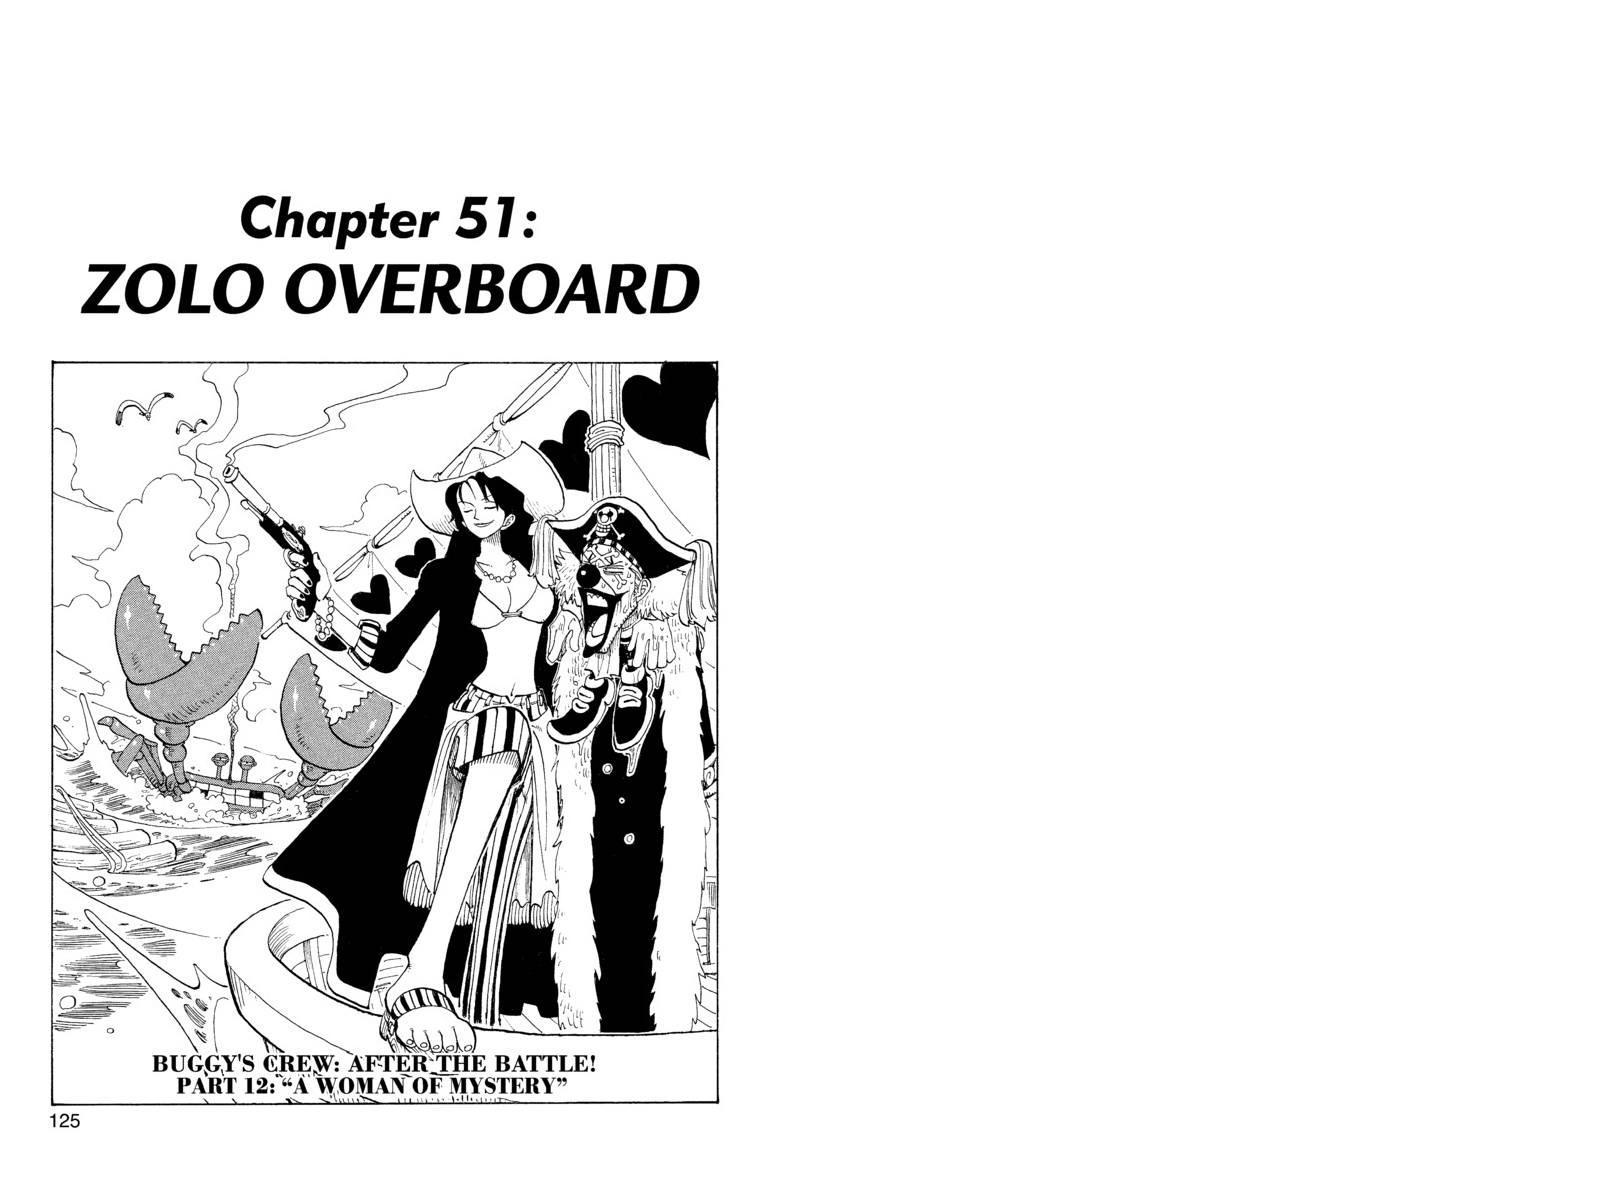 Chapter 51:
ZOLO OVERBOARD
BUGGY'S CREW: AFTER THE BATTLE!
PART 12: “A WOMAN OF MYSTERY”
125